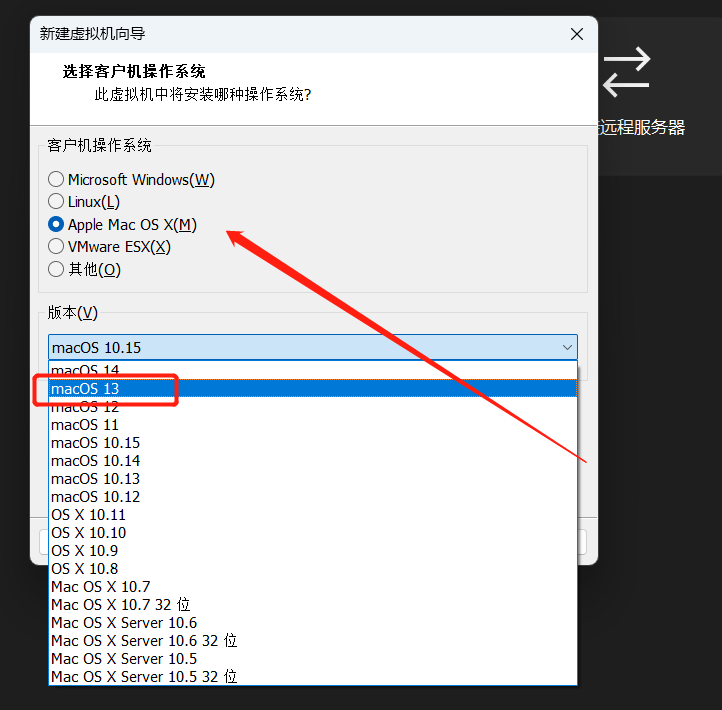 新建虚拟机向导
选择客户机操作系统
此虚拟机中将安装哪种操作系统?
远程服务器
客户机操作系统
Microsoft Windows(W)
Linux(L)
Apple Mac OS X(M)
VMware ESX(X)
其他(O)
版本(V)
macOS 10.15
macOS 14
macOS 13
macOS 12
macOS 11
macOS 10.15
macOS 10.14
macOS 10.13
macOS 10.12
OS X 10.11
OS X 10.10
OS X 10.9
OS X 10.8
Mac OS X 10.7
Mac OS X 10.7 32 位
Mac OS X Server 10.6
Mac OS X Server 10.6 32 位
Mac OS X Server 10.5
Mac OS X Server 10.5 32 位